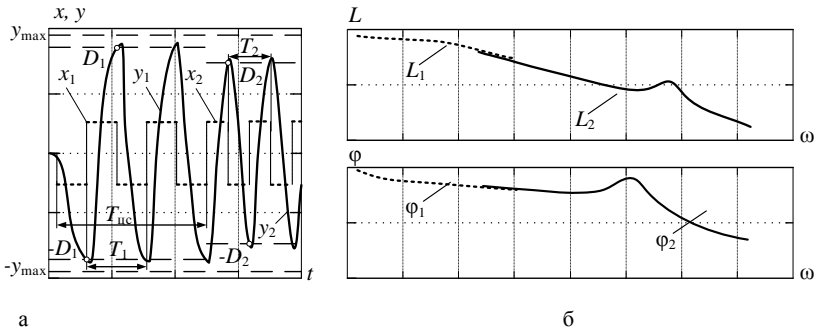 x, y
y_max
D_1
T_2
x_1
y_1
x_2
D_2
T_цс
y_2
-D_1
T_1
-D_2
-y_max
t
а
L
L_1
L_2
ω
φ
φ_1
φ_2
ω
б